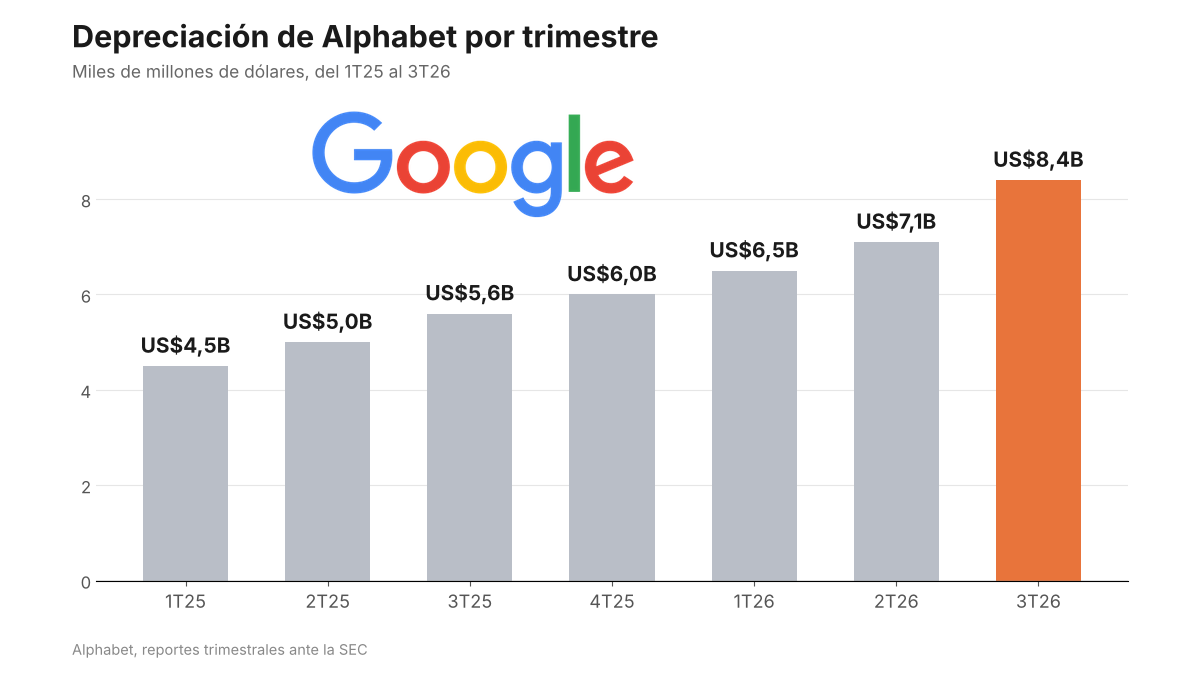 Depreciación de Alphabet por trimestre
Miles de millones de dólares, del 1T25 al 3T26
Google
US$8,4B
8
US$7,1B
US$6,5B
US$6,0B
6
US$5,6B
US$5,0B
US$4,5B
4
2
0
1T25 2T25 3T25 4T25 1T26 2T26 3T26
Alphabet, reportes trimestrales ante la SEC